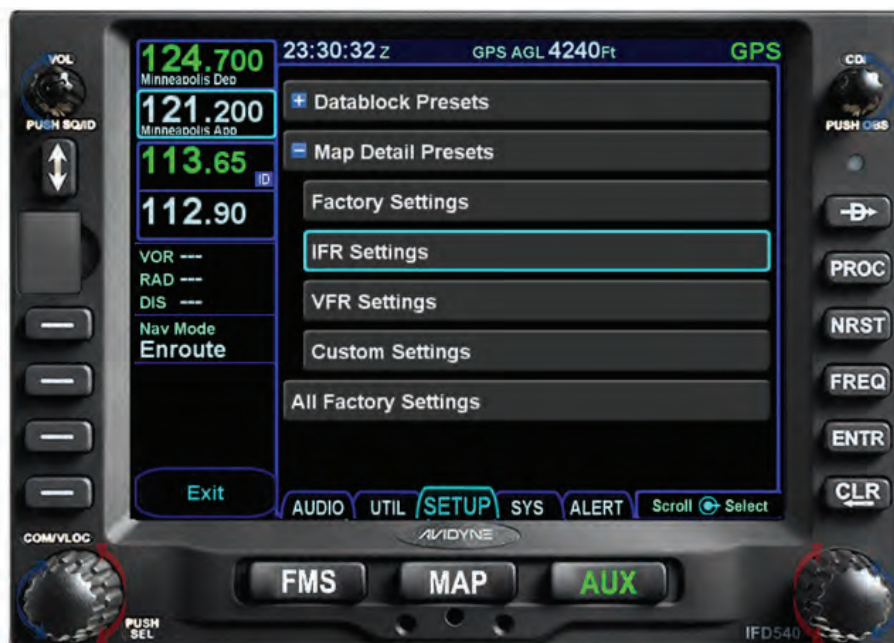 VOL
PUSH SQ/ID
124.700
Minneapolis Dep
121.200
Minneapolis App
113.65
ID
112.90
VOR ---
RAD ---
DIS ---
Nav Mode
Enroute
Exit
COM/VLOC
PUSH
SEL
23:30:32 Z
GPS AGL 4240Ft
GPS
+ Datablock Presets
- Map Detail Presets
Factory Settings
IFR Settings
VFR Settings
Custom Settings
All Factory Settings
AUDIO
UTIL
SETUP
SYS
ALERT
Scroll Select
AVIDYNE
FMS
MAP
AUX
CDI
PUSH OBS
D
PROC
NRST
FREQ
ENTR
CLR
IFD540